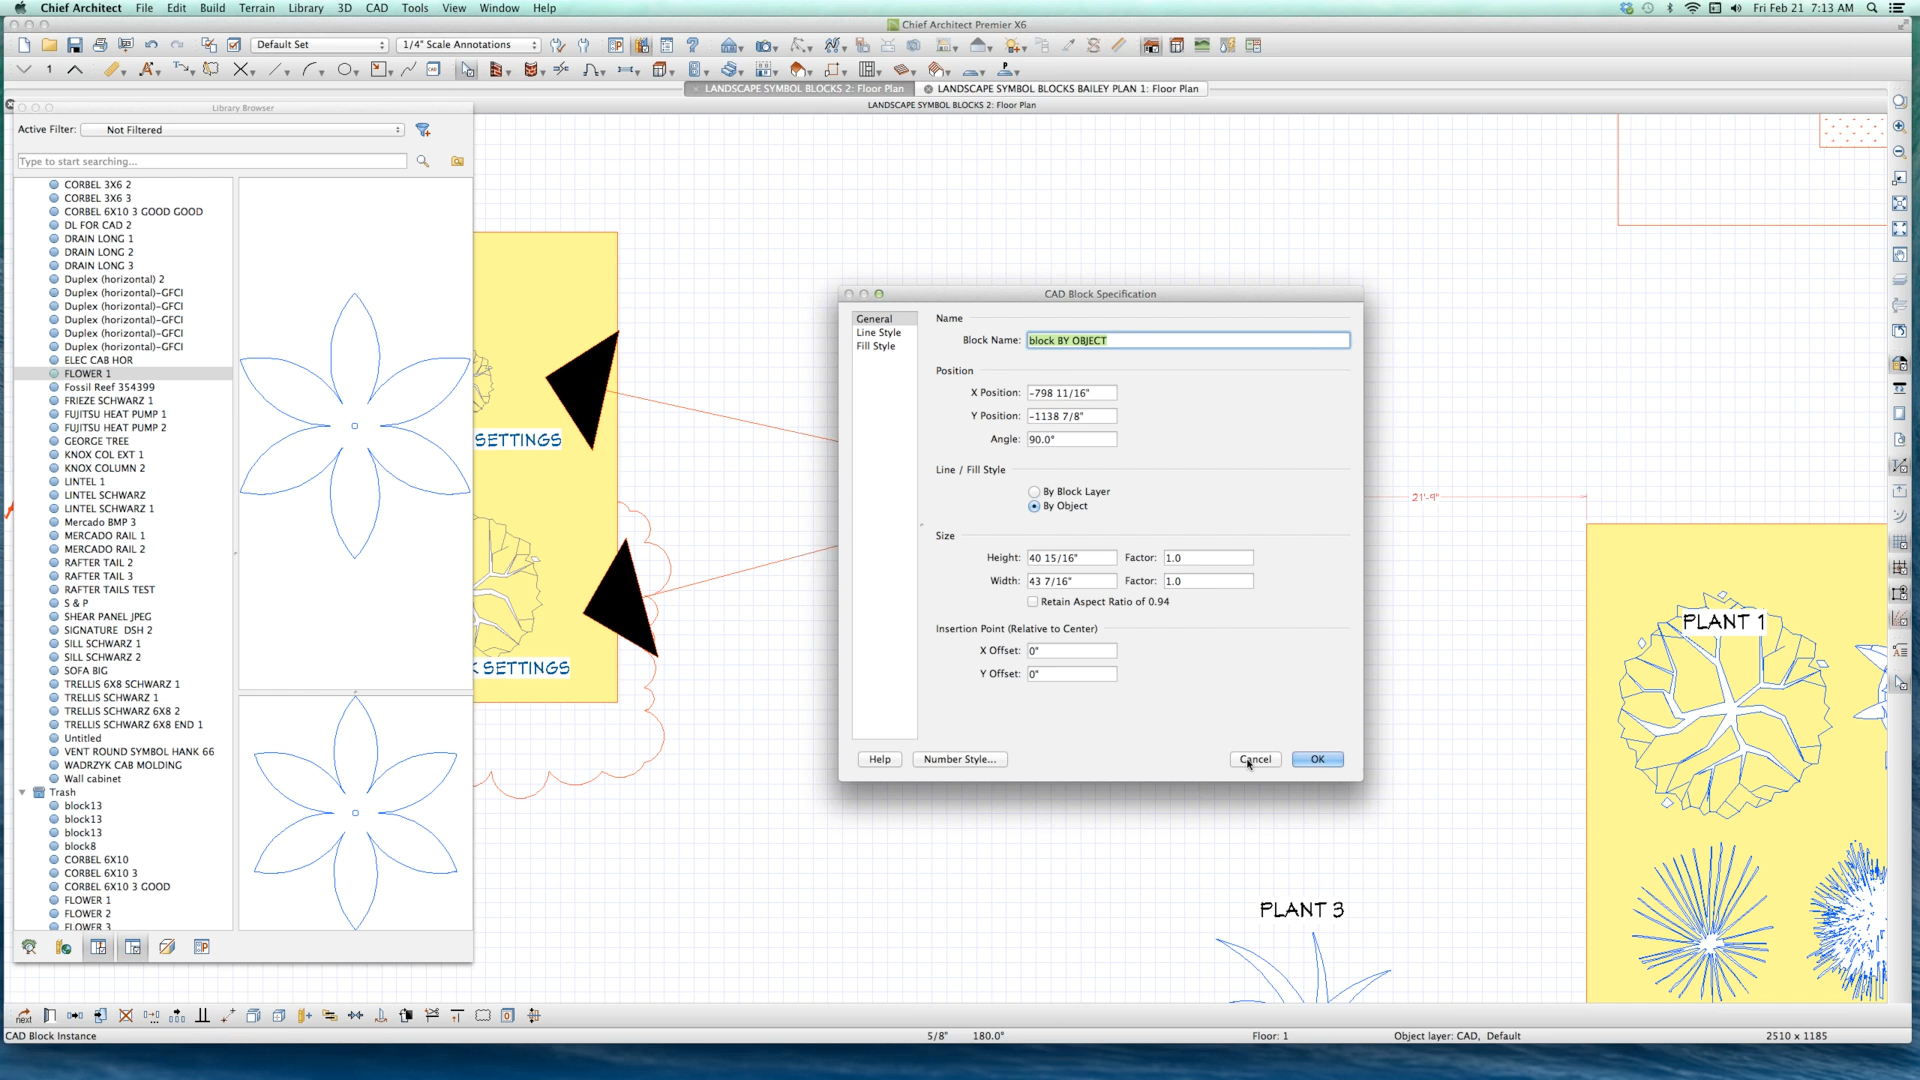 Chief Architect File Edit Build Terrain Library 3D CAD Tools View Window Help
Fri Feb 21 7:13 AM
Chief Architect Premier X6
Default Set
1/4" Scale Annotations
1
LANDSCAPE SYMBOL BLOCKS 2: Floor Plan
LANDSCAPE SYMBOL BLOCKS BAILEY PLAN 1: Floor Plan
LANDSCAPE SYMBOL BLOCKS 2: Floor Plan
Library Browser
Active Filter: Not Filtered
Type to start searching...
CORBEL 3X6 2
CORBEL 3X6 3
CORBEL 6X10 3 GOOD GOOD
DL FOR CAD 2
DRAIN LONG 1
DRAIN LONG 2
DRAIN LONG 3
Duplex (horizontal) 2
Duplex (horizontal)-GFCI
Duplex (horizontal)-GFCI
Duplex (horizontal)-GFCI
Duplex (horizontal)-GFCI
Duplex (horizontal)-GFCI
ELEC CAB HOR
FLOWER 1
Fossil Reef 354399
FRIEZE SCHWARZ 1
FUJITSU HEAT PUMP 1
FUJITSU HEAT PUMP 2
GEORGE TREE
KNOX COL EXT 1
KNOX COLUMN 2
LINTEL 1
LINTEL SCHWARZ
LINTEL SCHWARZ 1
Mercado BMP 3
MERCADO RAIL 1
MERCADO RAIL 2
RAFTER TAIL 2
RAFTER TAIL 3
RAFTER TAILS TEST
S & P
SHEAR PANEL JPEG
SIGNATURE DSH 2
SILL SCHWARZ 1
SILL SCHWARZ 2
SOFA BIG
TRELLIS 6X8 SCHWARZ 1
TRELLIS SCHWARZ 1
TRELLIS SCHWARZ 6X8 2
TRELLIS SCHWARZ 6X8 END 1
Untitled
VENT ROUND SYMBOL HANK 66
WADRZYK CAB MOLDING
Wall cabinet
Trash
block13
block13
block13
block8
CORBEL 6X10
CORBEL 6X10 3
CORBEL 6X10 3 GOOD
FLOWER 1
FLOWER 2
FLOWER 3
SETTINGS
K SETTINGS
CAD Block Specification
General
Line Style
Fill Style
Name
Block Name: block BY OBJECT
Position
X Position: -798 11/16"
Y Position: -1138 7/8"
Angle: 90.0°
Line / Fill Style
By Block Layer
By Object
Size
Height: 40 15/16" Factor: 1.0
Width: 43 7/16" Factor: 1.0
Retain Aspect Ratio of 0.94
Insertion Point (Relative to Center)
X Offset: 0"
Y Offset: 0"
Help Number Style... Cancel OK
21'-9"
PLANT 1
PLANT 3
next
CAD Block Instance
5/8" 180.0°
Floor: 1
Object layer: CAD, Default
2510 x 1185